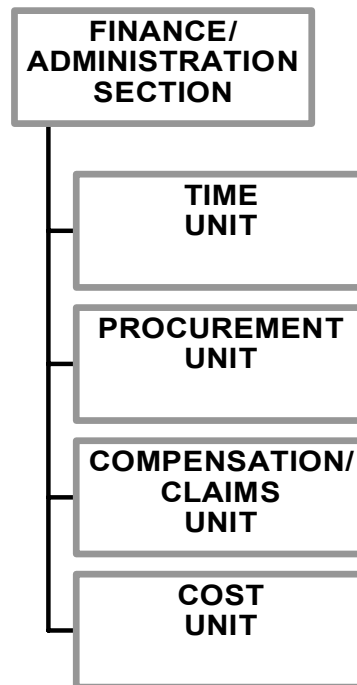 FINANCE/
ADMINISTRATION
SECTION
TIME
UNIT
PROCUREMENT
UNIT
COMPENSATION/
CLAIMS
UNIT
COST
UNIT